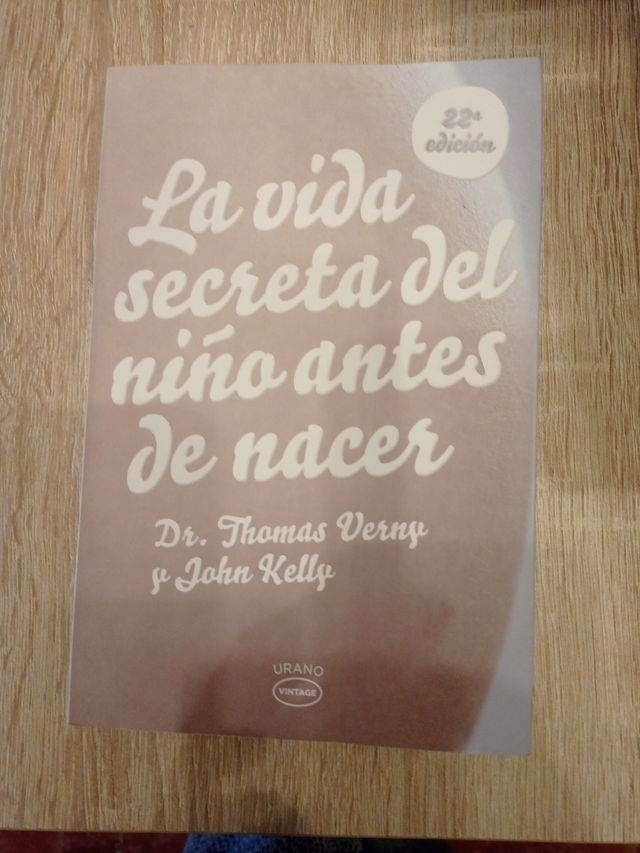 22ª
edición
La vida
secreta del
niño antes
de nacer
Dr. Thomas Verny
y John Kelly
URANO
VINTAGE